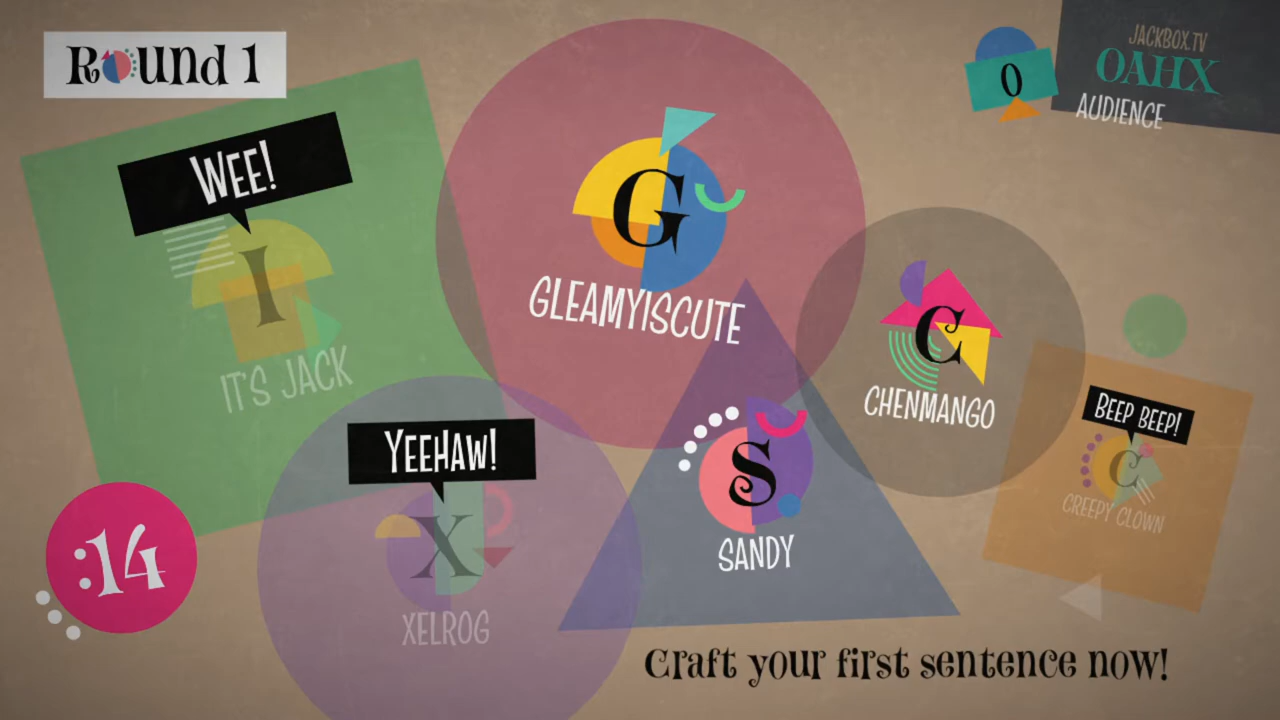 Round 1
JACKBOX.TV
OAHX
0
AUDIENCE
WEE!
I
IT'S JACK
G
GLEAMYISCUTE
C
CHENMANGO
BEEP BEEP!
C
CREEPY CLOWN
YEEHAW!
X
XELROG
S
SANDY
:14
Craft your first sentence now!